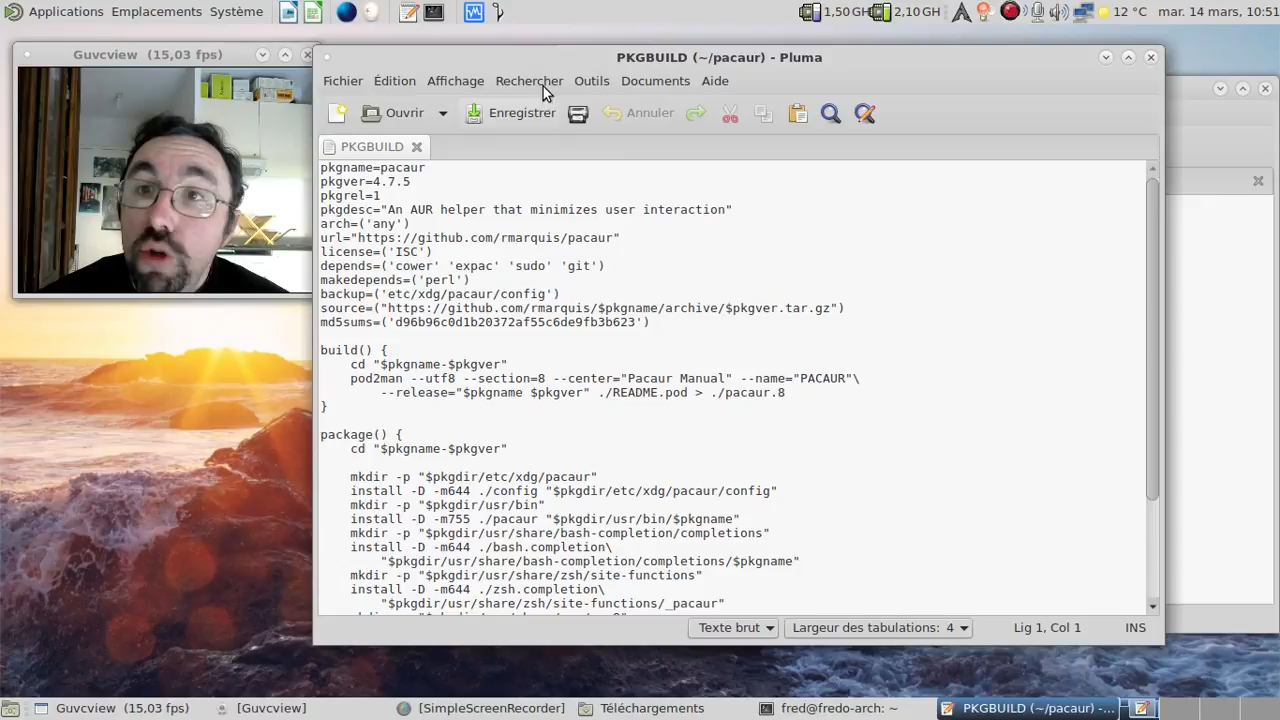 Applications Emplacements Système 1,50 GH 2,10 GH 12 °C mar. 14 mars, 10:51
Guvcview (15,03 fps)
PKGBUILD (~/pacaur) - Pluma
Fichier Édition Affichage Rechercher Outils Documents Aide
Ouvrir Enregistrer Annuler
PKGBUILD
pkgname=pacaur
pkgver=4.7.5
pkgrel=1
pkgdesc="An AUR helper that minimizes user interaction"
arch=('any')
url="https://github.com/rmarquis/pacaur"
license=('ISC')
depends=('cower' 'expac' 'sudo' 'git')
makedepends=('perl')
backup=('etc/xdg/pacaur/config')
source=("https://github.com/rmarquis/$pkgname/archive/$pkgver.tar.gz")
md5sums=('d96b96c0d1b20372af55c6de9fb3b623')
build() {
cd "$pkgname-$pkgver"
pod2man --utf8 --section=8 --center="Pacaur Manual" --name="PACAUR"\
--release="$pkgname $pkgver" ./README.pod > ./pacaur.8
}
package() {
cd "$pkgname-$pkgver"
mkdir -p "$pkgdir/etc/xdg/pacaur"
install -D -m644 ./config "$pkgdir/etc/xdg/pacaur/config"
mkdir -p "$pkgdir/usr/bin"
install -D -m755 ./pacaur "$pkgdir/usr/bin/$pkgname"
mkdir -p "$pkgdir/usr/share/bash-completion/completions"
install -D -m644 ./bash.completion\
"$pkgdir/usr/share/bash-completion/completions/$pkgname"
mkdir -p "$pkgdir/usr/share/zsh/site-functions"
install -D -m644 ./zsh.completion\
"$pkgdir/usr/share/zsh/site-functions/_pacaur"
Texte brut Largeur des tabulations: 4 Lig 1, Col 1 INS
Guvcview (15,03 fps) [Guvcview] [SimpleScreenRecorder] Téléchargements fred@fredo-arch: ~ PKGBUILD (~/pacaur) -...